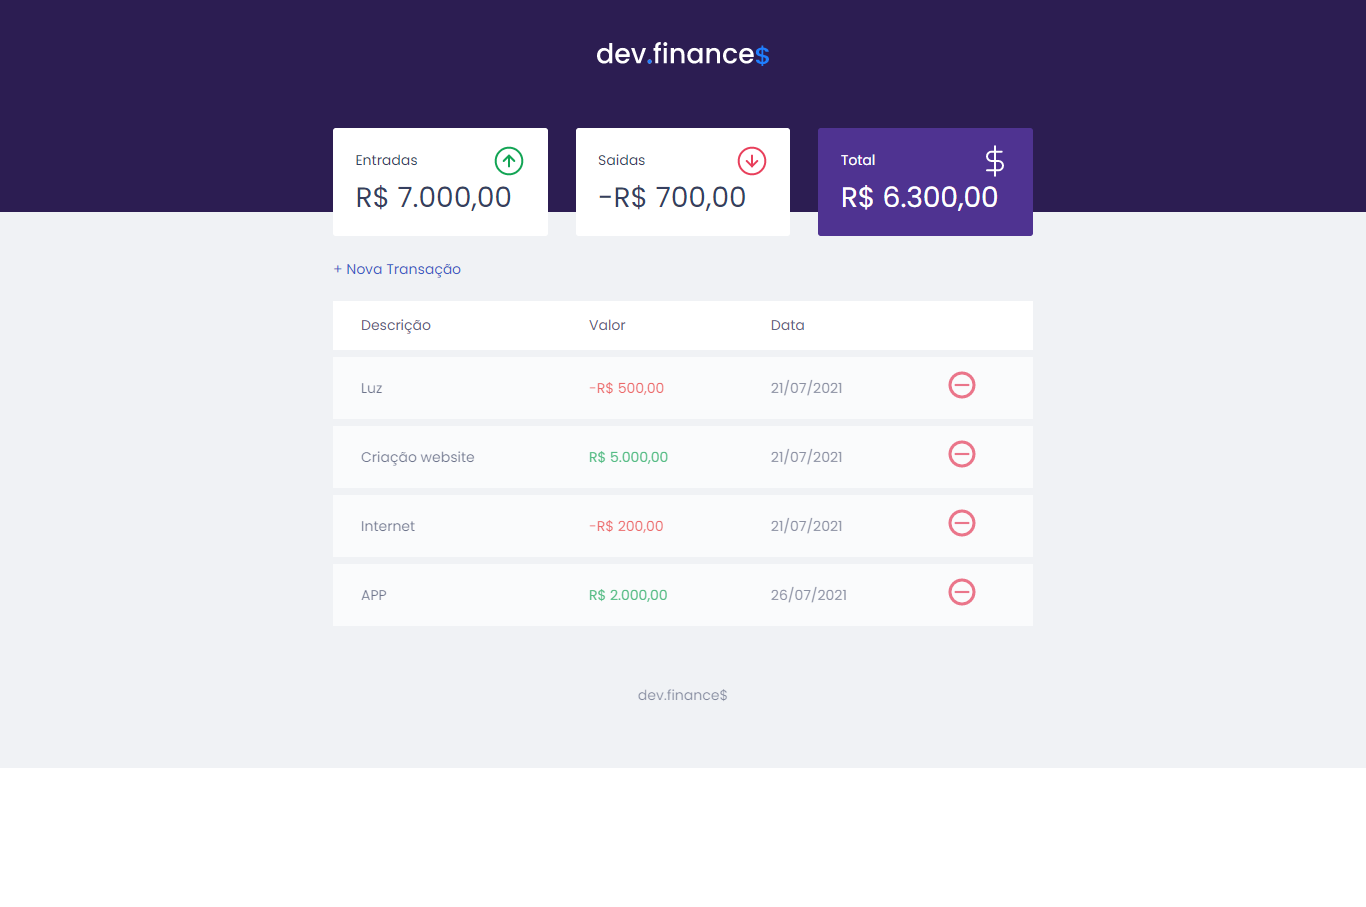 dev.finance$
Entradas
R$ 7.000,00
Saidas
-R$ 700,00
Total
R$ 6.300,00
+ Nova Transação
Descrição Valor Data
Luz -R$ 500,00 21/07/2021
Criação website R$ 5.000,00 21/07/2021
Internet -R$ 200,00 21/07/2021
APP R$ 2.000,00 26/07/2021
dev.finance$